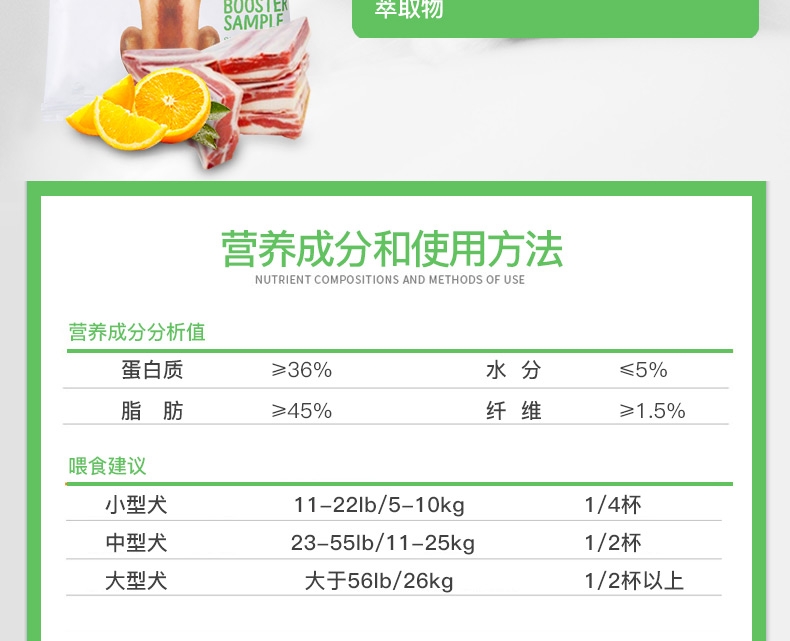 BOOSTER
SAMPLE
萃取物
营养成分和使用方法
NUTRIENT COMPOSITIONS AND METHODS OF USE
营养成分分析值
蛋白质 ≥36% 水 分 ≤5%
脂 肪 ≥45% 纤 维 ≥1.5%
喂食建议
小型犬 11-22lb/5-10kg 1/4杯
中型犬 23-55lb/11-25kg 1/2杯
大型犬 大于56lb/26kg 1/2杯以上